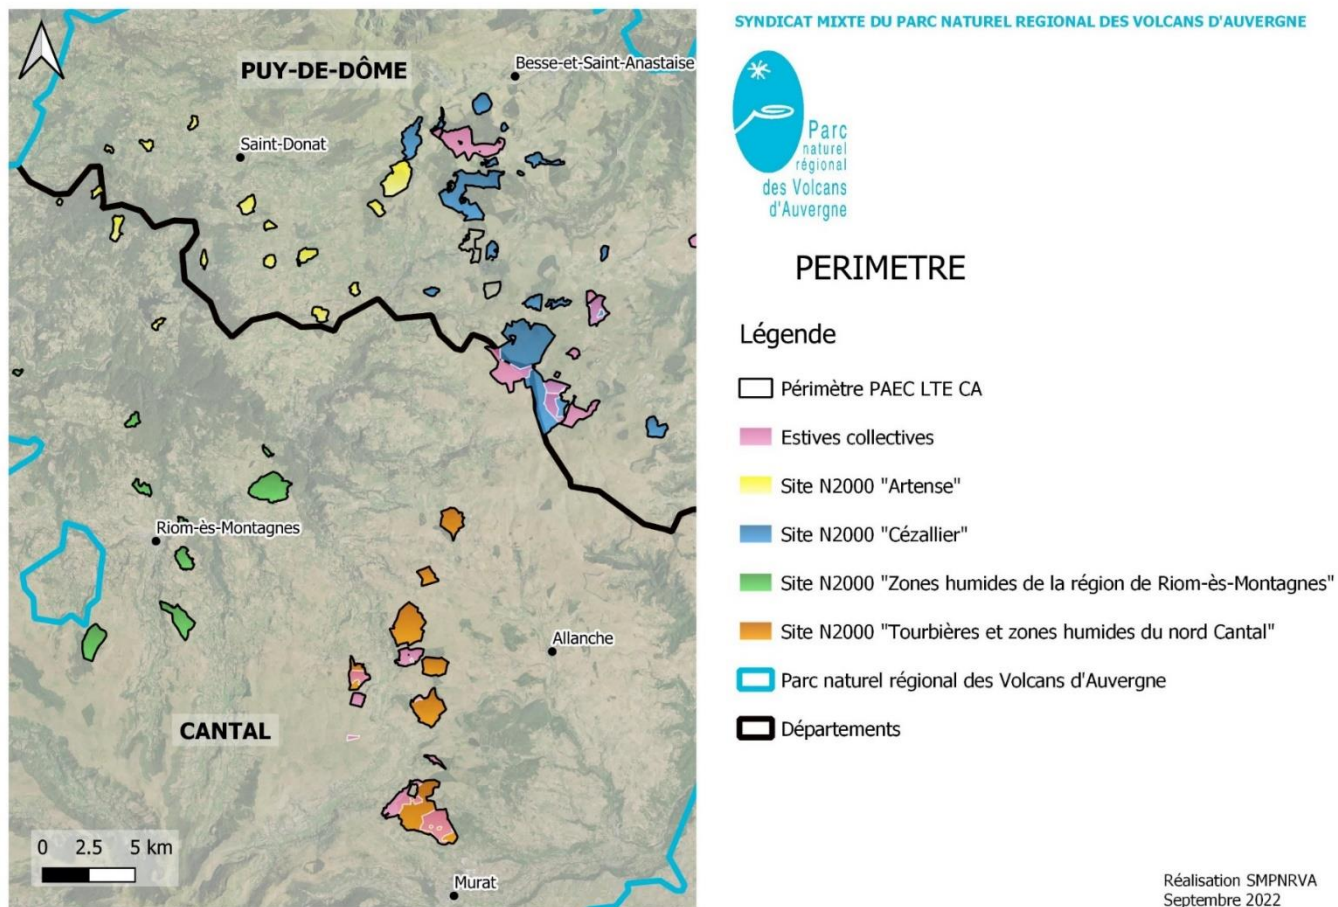 SYNDICAT MIXTE DU PARC NATUREL REGIONAL DES VOLCANS D'AUVERGNE
Parc
naturel
régional
des Volcans
d'Auvergne
PERIMETRE
Légende
Périmètre PAEC LTE CA
Estives collectives
Site N2000 "Artense"
Site N2000 "Cézallier"
Site N2000 "Zones humides de la région de Riom-ès-Montagnes"
Site N2000 "Tourbières et zones humides du nord Cantal"
Parc naturel régional des Volcans d'Auvergne
Départements
PUY-DE-DÔME
Besse-et-Saint-Anastaise
Saint-Donat
Riom-ès-Montagnes
Allanche
CANTAL
Murat
0 2.5 5 km
Réalisation SMPNRVA
Septembre 2022